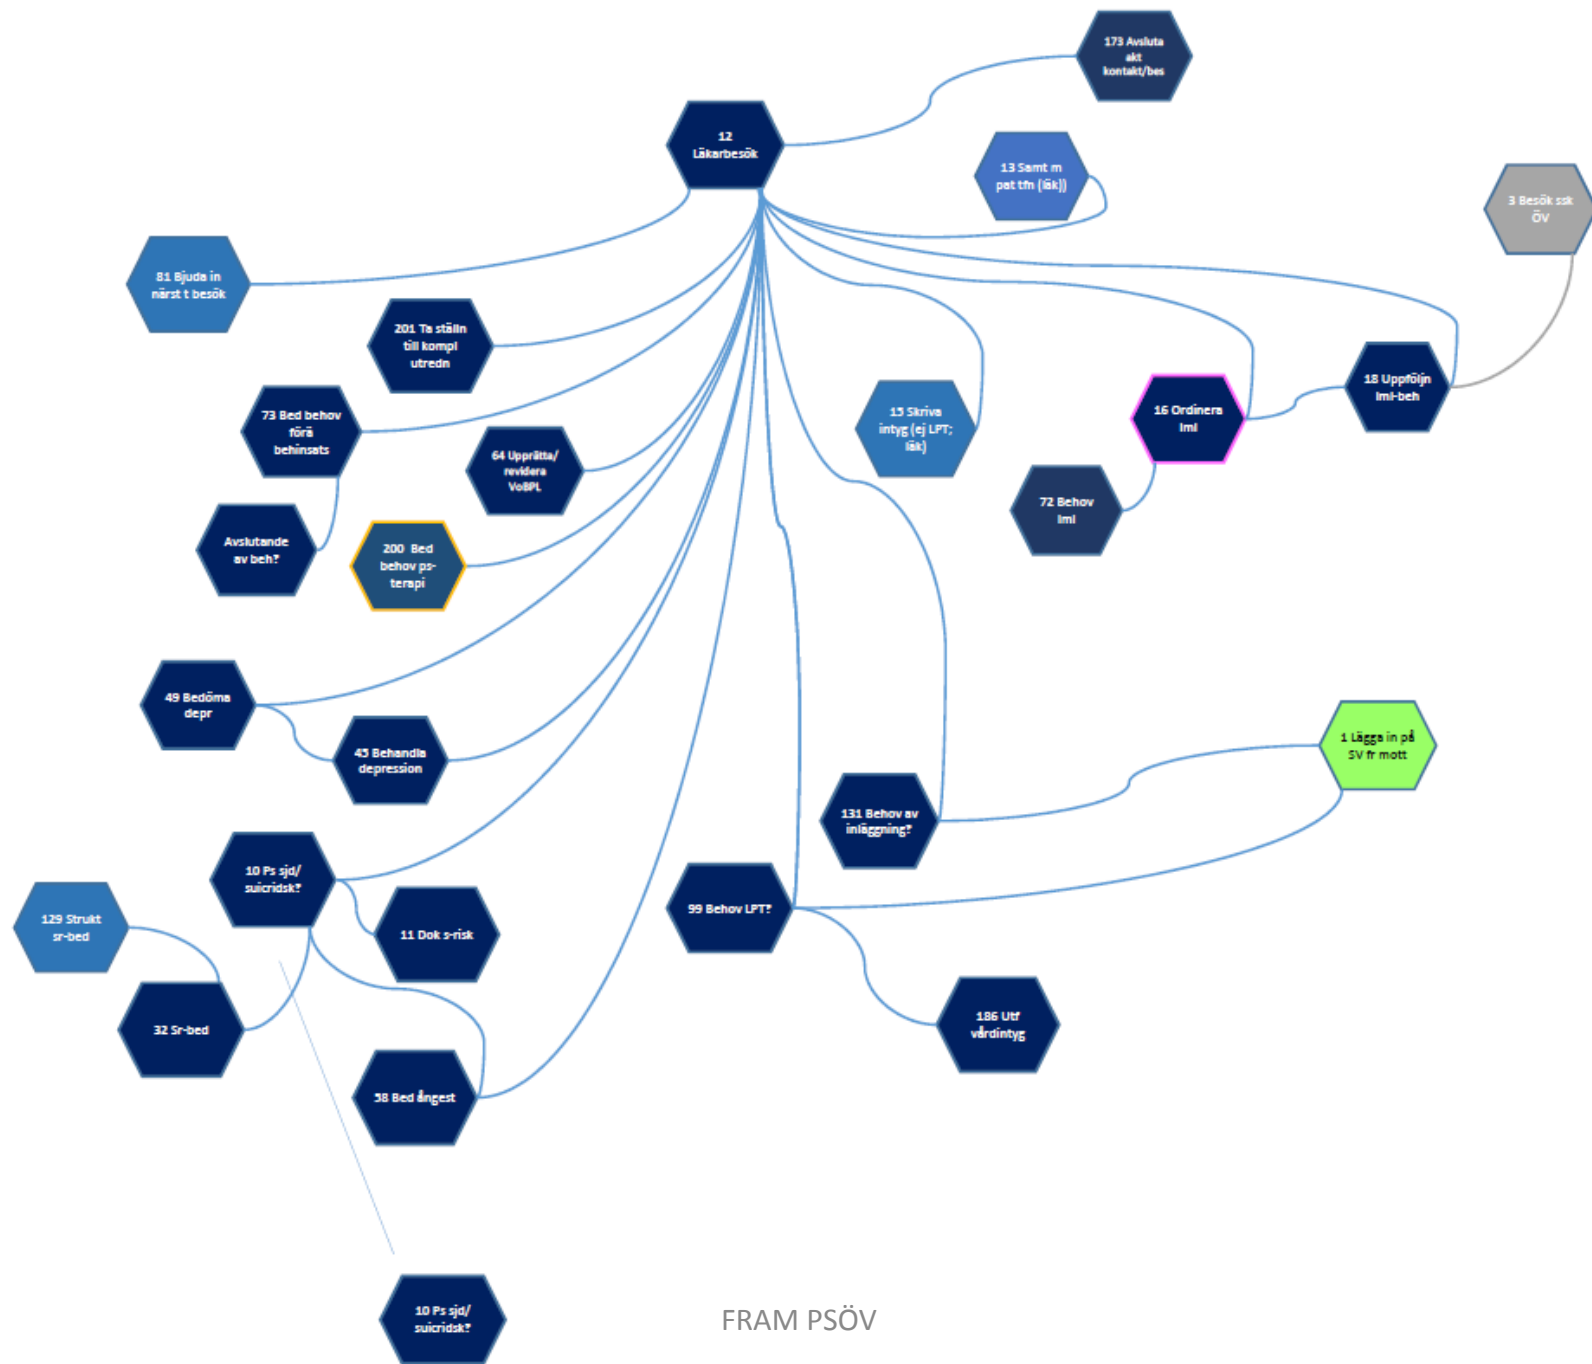 173 Avsluta
akt
kontakt/bes
12
Läkarbesök
13 Samt m
pat tfn (läk))
3 Besök ssk
ÖV
81 Bjuda in
närst t besök
201 Ta ställn
till kompl
utredn
73 Bed behov
förä
behinsats
64 Upprätta/
revidera
VoBPL
15 Skriva
intyg (ej LPT;
läk)
16 Ordinera
lml
18 Uppföljn
lml-beh
72 Behov
lml
Avslutande
av beh?
200 Bed
behov ps-
terapi
49 Bedöma
depr
45 Behandla
depression
1 Lägga in på
SV fr mott
131 Behov av
inläggning?
10 Ps sjd/
suicridsk?
99 Behov LPT?
129 Strukt
sr-bed
11 Dok s-risk
32 Sr-bed
186 Utf
vårdintyg
58 Bed ångest
10 Ps sjd/
suicridsk?
FRAM PSÖV